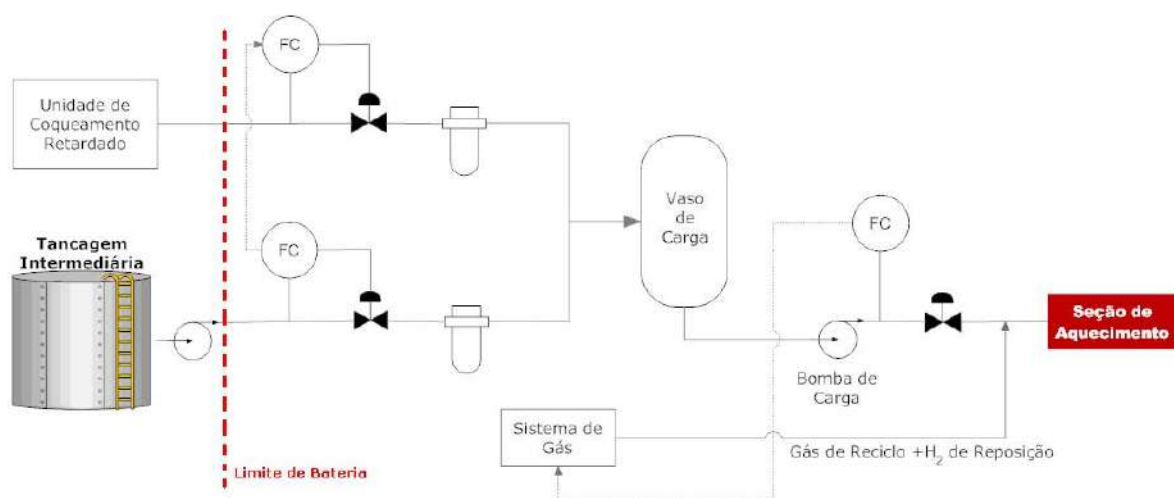 FC
Unidade de
Coqueamento
Retardado
FC
Tancagem
Intermediária
Vaso
de
Carga
FC
Seção de
Aquecimento
Bomba de
Carga
Sistema de
Gás
Gás de Reciclo +H₂ de Reposição
Limite de Bateria